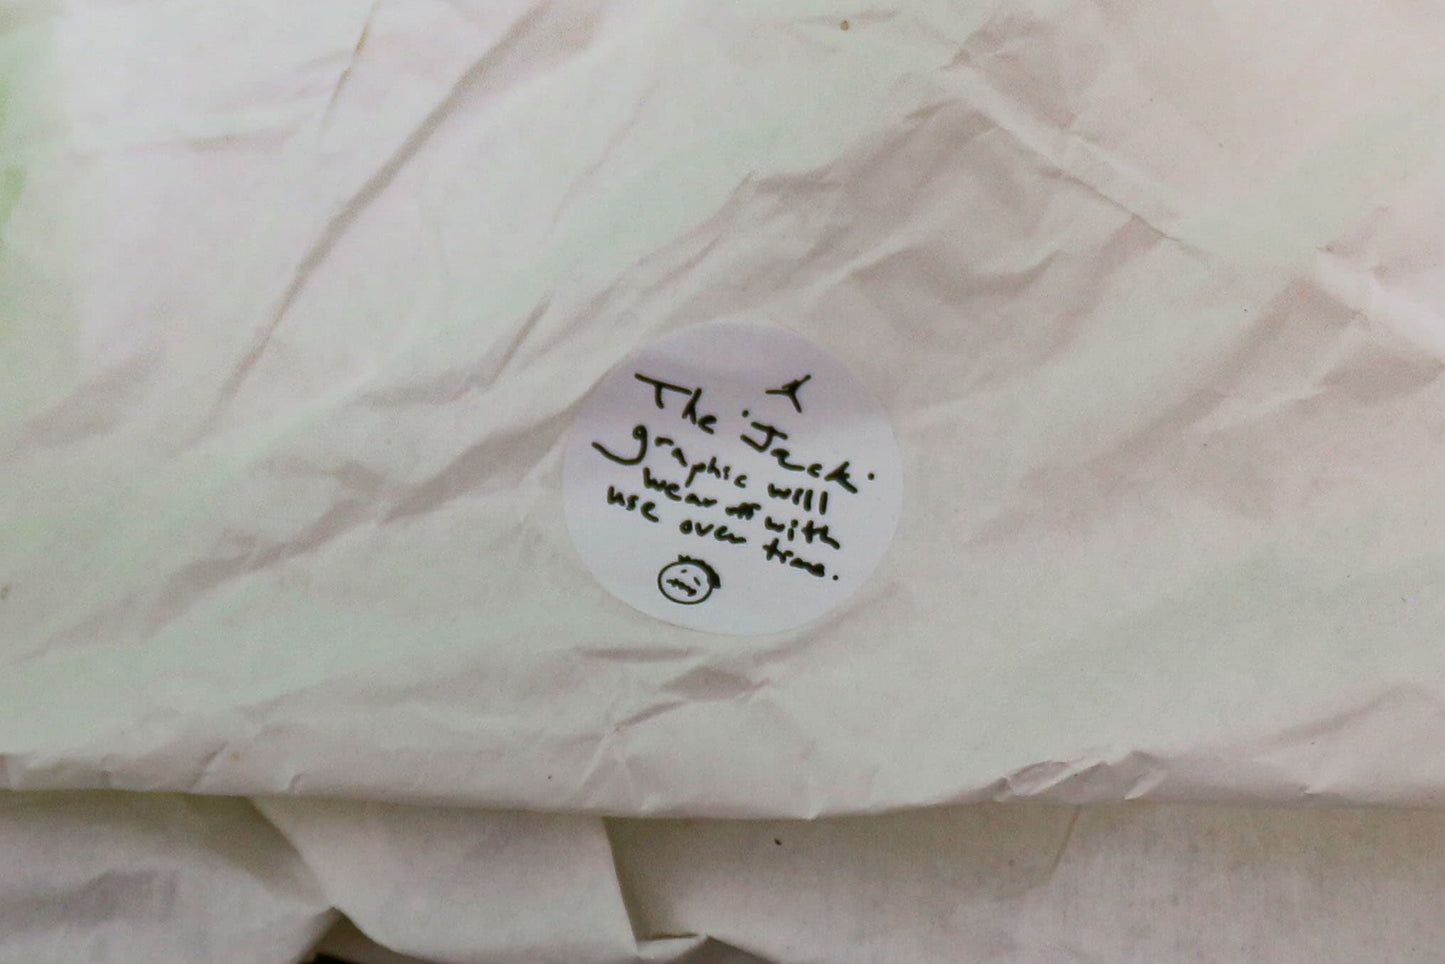 The 'Jack'
graphic will
wear off with
use over time.